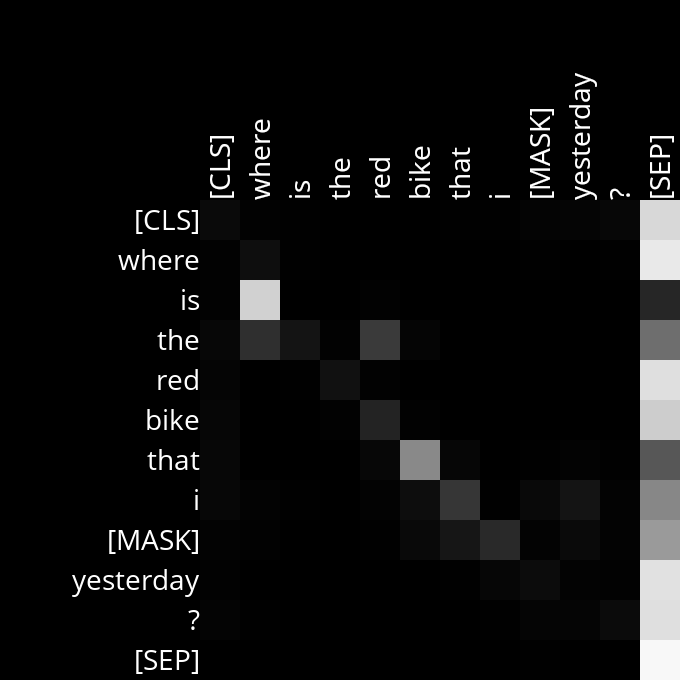 [CLS] where is the red bike that i [MASK] yesterday ? [SEP]
[CLS]
where
is
the
red
bike
that
i
[MASK]
yesterday
?
[SEP]